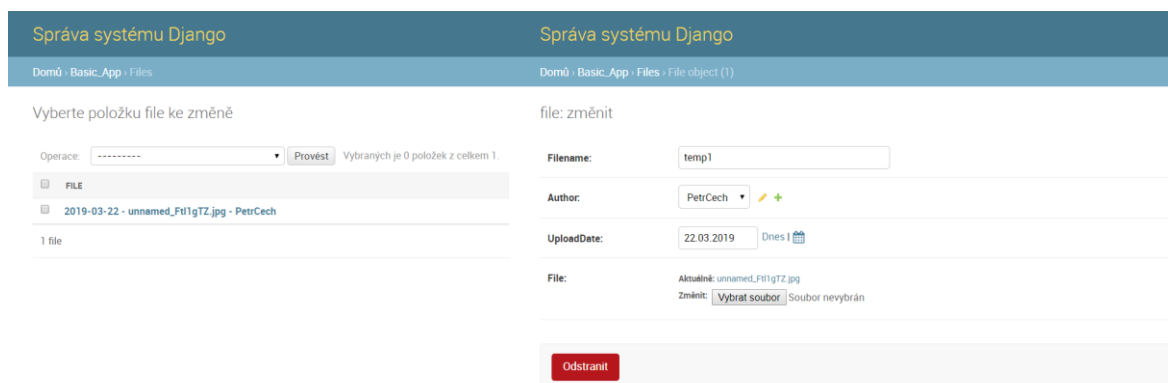 Správa systému Django
Domů › Basic_App › Files
Vyberte položku file ke změně
Operace: --------- Provést Vybraných je 0 položek z celkem 1.
FILE
2019-03-22 - unnamed_FtI1gTZ.jpg - PetrCech
1 file
Správa systému Django
Domů › Basic_App › Files › File object (1)
file: změnit
Filename: temp1
Author: PetrCech
UploadDate: 22.03.2019 Dnes |
File: Aktuálně: unnamed_FtI1gTZ.jpg
Změnit: Vybrat soubor Soubor nevybrán
Odstranit